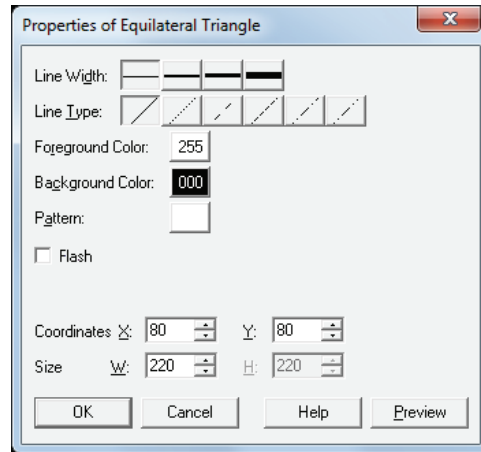 Properties of Equilateral Triangle
Line Width:
Line Type:
Foreground Color: 255
Background Color: 000
Pattern:
Flash
Coordinates X: 80 Y: 80
Size W: 220 H: 220
OK Cancel Help Preview